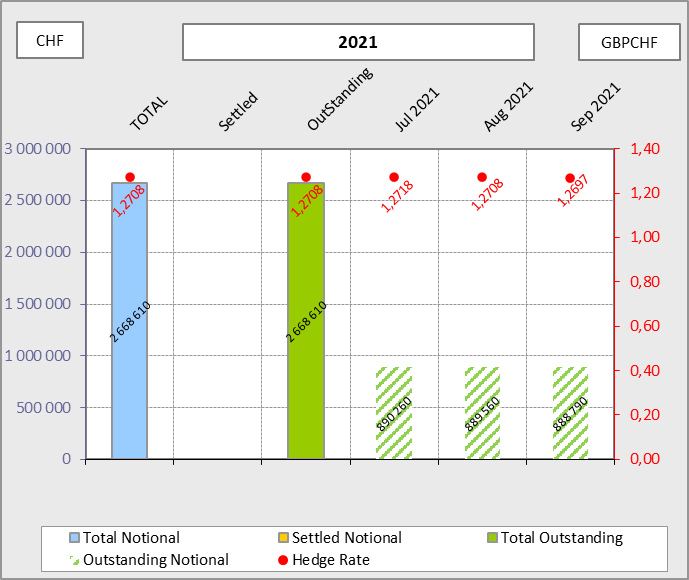 CHF
2021
GBPCHF
TOTAL
Settled
OutStanding
Jul 2021
Aug 2021
Sep 2021
3 000 000
2 500 000
2 000 000
1 500 000
1 000 000
500 000
0
1,40
1,20
1,00
0,80
0,60
0,40
0,20
0,00
1,2708
1,2708
1,2718
1,2708
1,2697
2 668 610
2 668 610
890 260
889 560
888 790
Total Notional
Settled Notional
Total Outstanding
Outstanding Notional
Hedge Rate